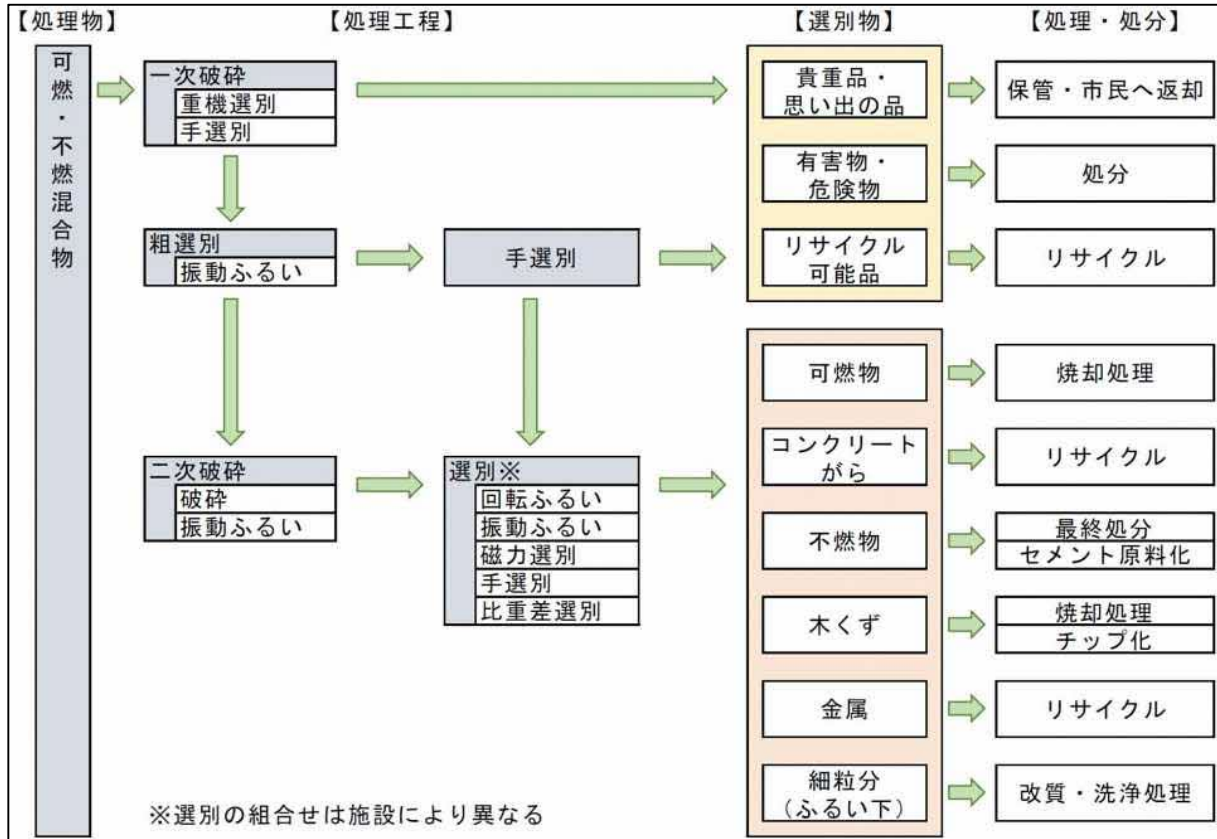 【処理物】
【処理工程】
【選別物】
【処理・処分】
可燃・不燃混合物
一次破砕
重機選別
手選別
貴重品・
思い出の品
保管・市民へ返却
有害物・
危険物
処分
粗選別
振動ふるい
手選別
リサイクル
可能品
リサイクル
可燃物
焼却処理
二次破砕
破砕
振動ふるい
選別※
回転ふるい
振動ふるい
磁力選別
手選別
比重差選別
コンクリート
がら
リサイクル
不燃物
最終処分
セメント原料化
木くず
焼却処理
チップ化
金属
リサイクル
細粒分
(ふるい下)
改質・洗浄処理
※選別の組合せは施設により異なる